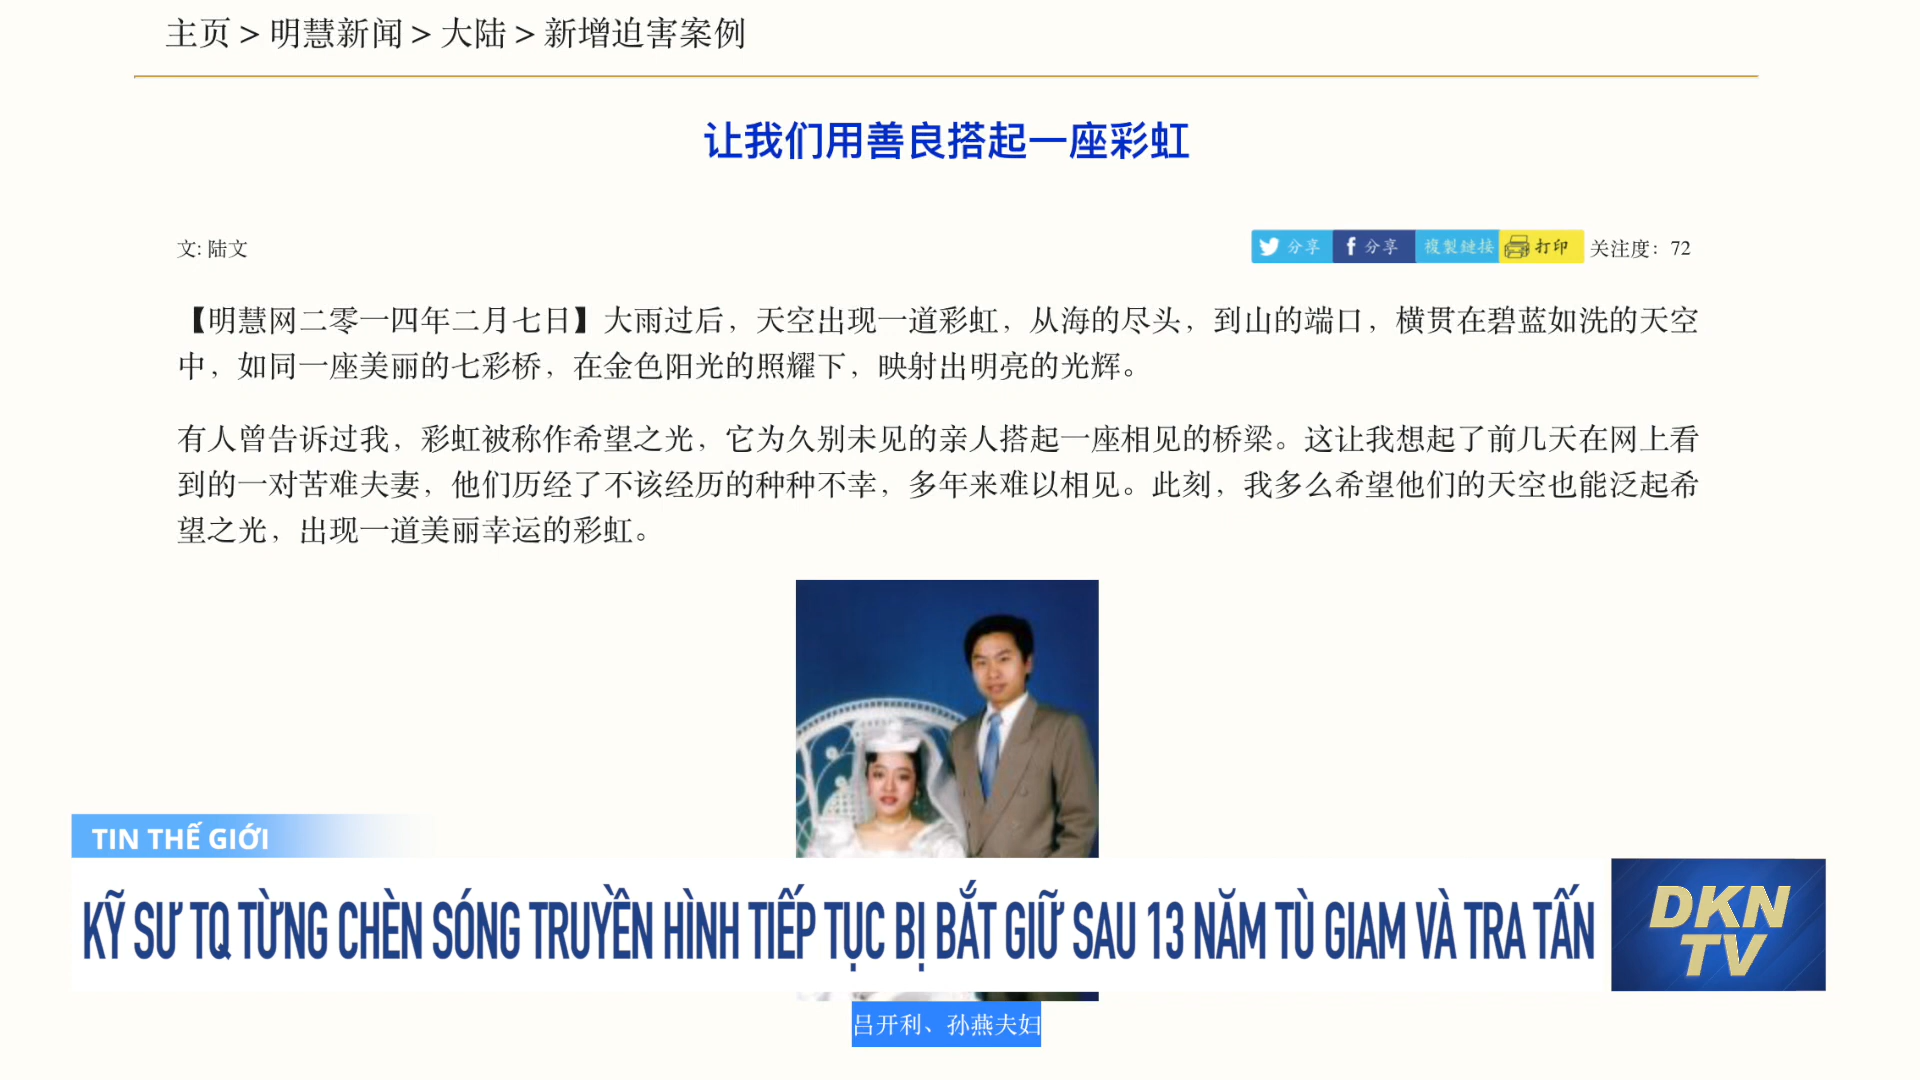 主页 > 明慧新闻 > 大陆 > 新增迫害案例
让我们用善良搭起一座彩虹
文: 陆文
分享 分享 複製鏈接 打印 关注度：72
【明慧网二零一四年二月七日】大雨过后，天空出现一道彩虹，从海的尽头，到山的端口，横贯在碧蓝如洗的天空
中，如同一座美丽的七彩桥，在金色阳光的照耀下，映射出明亮的光辉。
有人曾告诉过我，彩虹被称作希望之光，它为久别未见的亲人搭起一座相见的桥梁。这让我想起了前几天在网上看
到的一对苦难夫妻，他们历经了不该经历的种种不幸，多年来难以相见。此刻，我多么希望他们的天空也能泛起希
望之光，出现一道美丽幸运的彩虹。
TIN THẾ GIỚI
KỸ SƯ TQ TỪNG CHÈN SÓNG TRUYỀN HÌNH TIẾP TỤC BỊ BẮT GIỮ SAU 13 NĂM TÙ GIAM VÀ TRA TẤN
DKN
TV
吕开利、孙燕夫妇